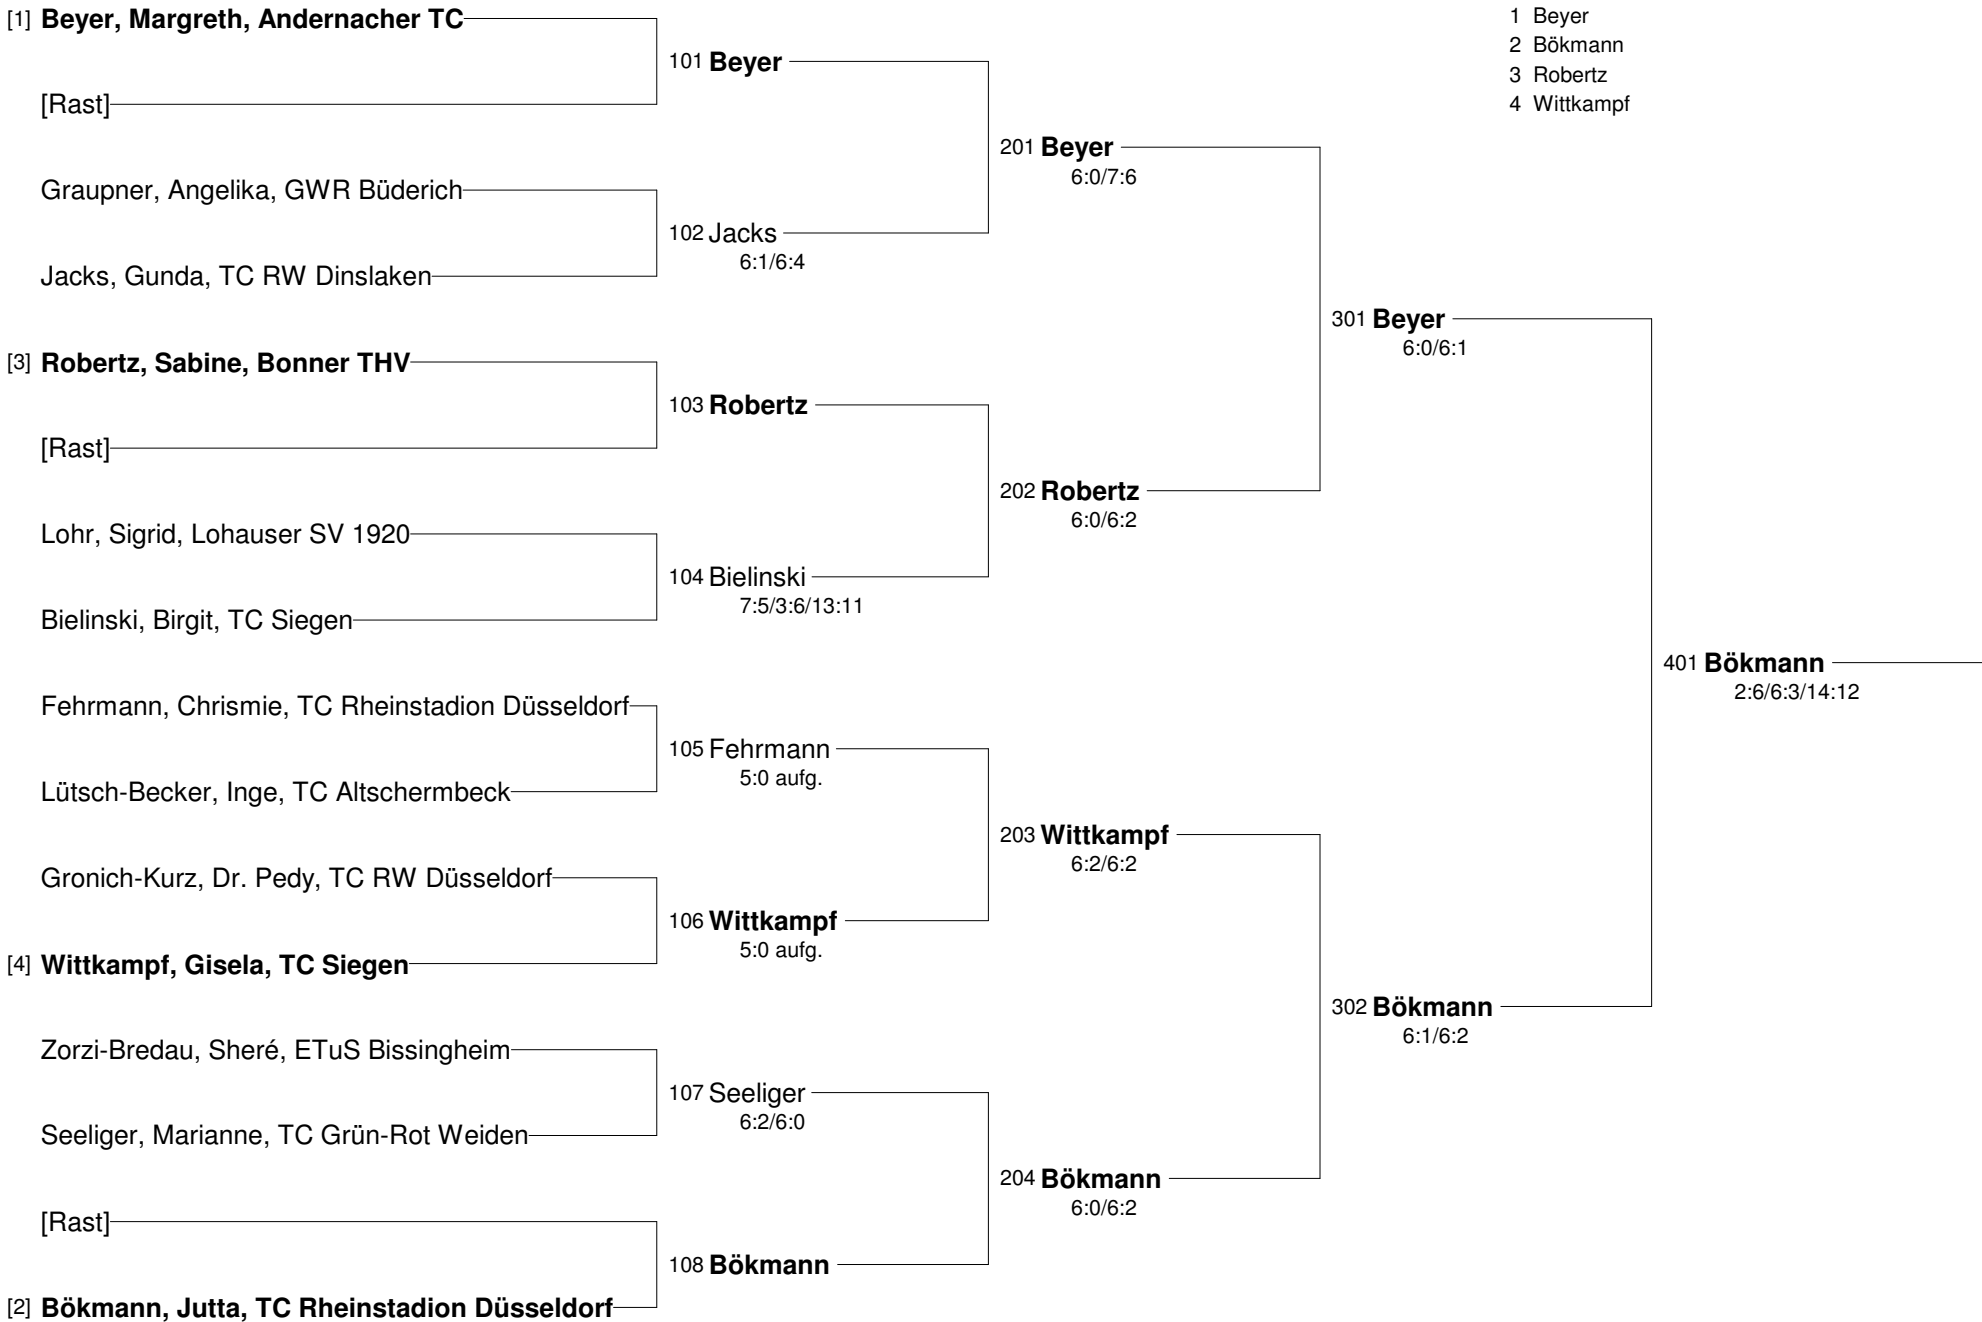 [1] Beyer, Margreth, Andernacher TC
[Rast]
Graupner, Angelika, GWR Büderich
Jacks, Gunda, TC RW Dinslaken
[3] Robertz, Sabine, Bonner THV
[Rast]
Lohr, Sigrid, Lohauser SV 1920
Bielinski, Birgit, TC Siegen
Fehrmann, Chrismie, TC Rheinstadion Düsseldorf
Lütsch-Becker, Inge, TC Altschermbeck
Gronich-Kurz, Dr. Pedy, TC RW Düsseldorf
[4] Wittkampf, Gisela, TC Siegen
Zorzi-Bredau, Sheré, ETuS Bissingheim
Seeliger, Marianne, TC Grün-Rot Weiden
[Rast]
[2] Bökmann, Jutta, TC Rheinstadion Düsseldorf
101 Beyer
102 Jacks
6:1/6:4
103 Robertz
104 Bielinski
7:5/3:6/13:11
105 Fehrmann
5:0 aufg.
106 Wittkampf
5:0 aufg.
107 Seeliger
6:2/6:0
108 Bökmann
201 Beyer
6:0/7:6
202 Robertz
6:0/6:2
203 Wittkampf
6:2/6:2
204 Bökmann
6:0/6:2
301 Beyer
6:0/6:1
302 Bökmann
6:1/6:2
401 Bökmann
2:6/6:3/14:12
1 Beyer
2 Bökmann
3 Robertz
4 Wittkampf